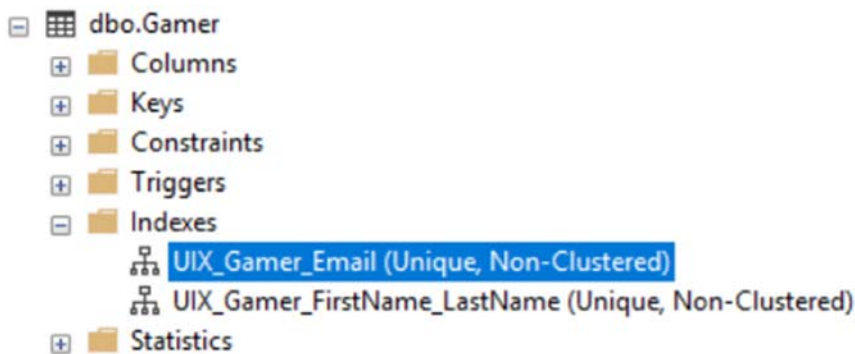 dbo.Gamer
Columns
Keys
Constraints
Triggers
Indexes
UIX_Gamer_Email (Unique, Non-Clustered)
UIX_Gamer_FirstName_LastName (Unique, Non-Clustered)
Statistics